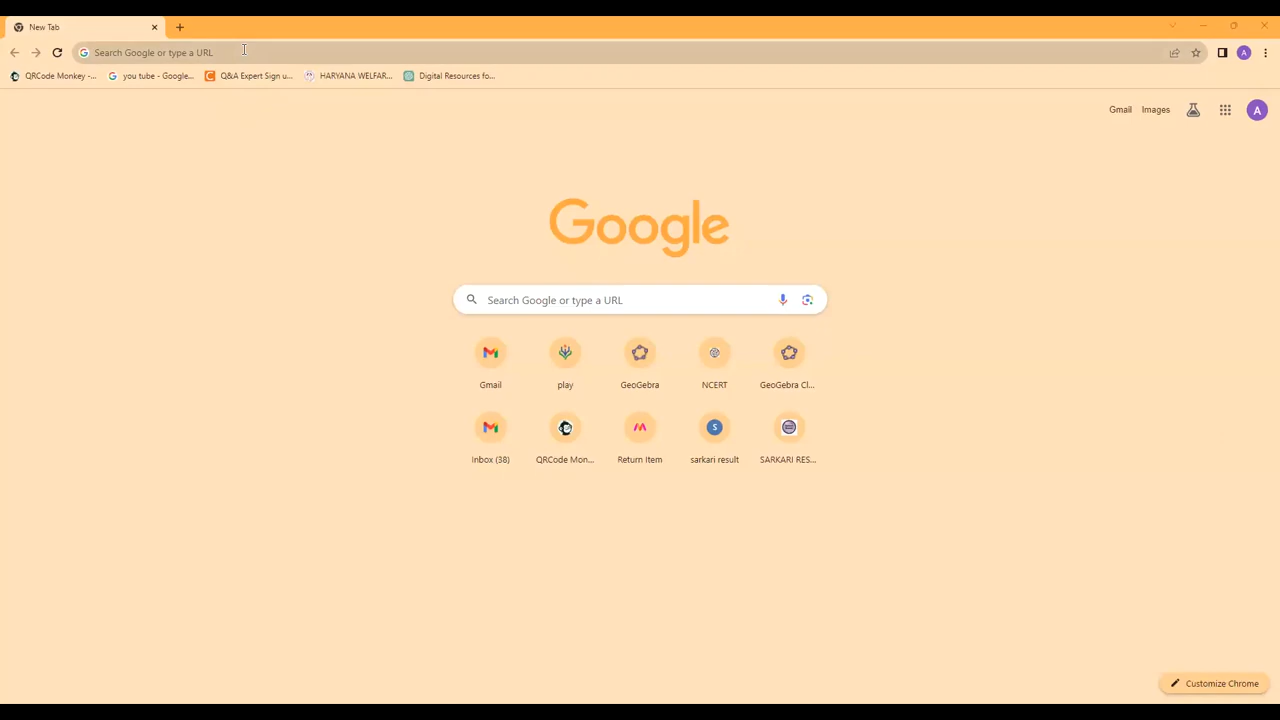 New Tab
Search Google or type a URL
QRCode Monkey -...
you tube - Google...
Q&A Expert Sign u...
HARYANA WELFAR...
Digital Resources fo...
A
Gmail
Images
A
Google
Search Google or type a URL
Gmail
play
GeoGebra
NCERT
GeoGebra Cl...
S
Inbox (38)
QRCode Mon...
Return Item
sarkari result
SARKARI RES...
Customize Chrome